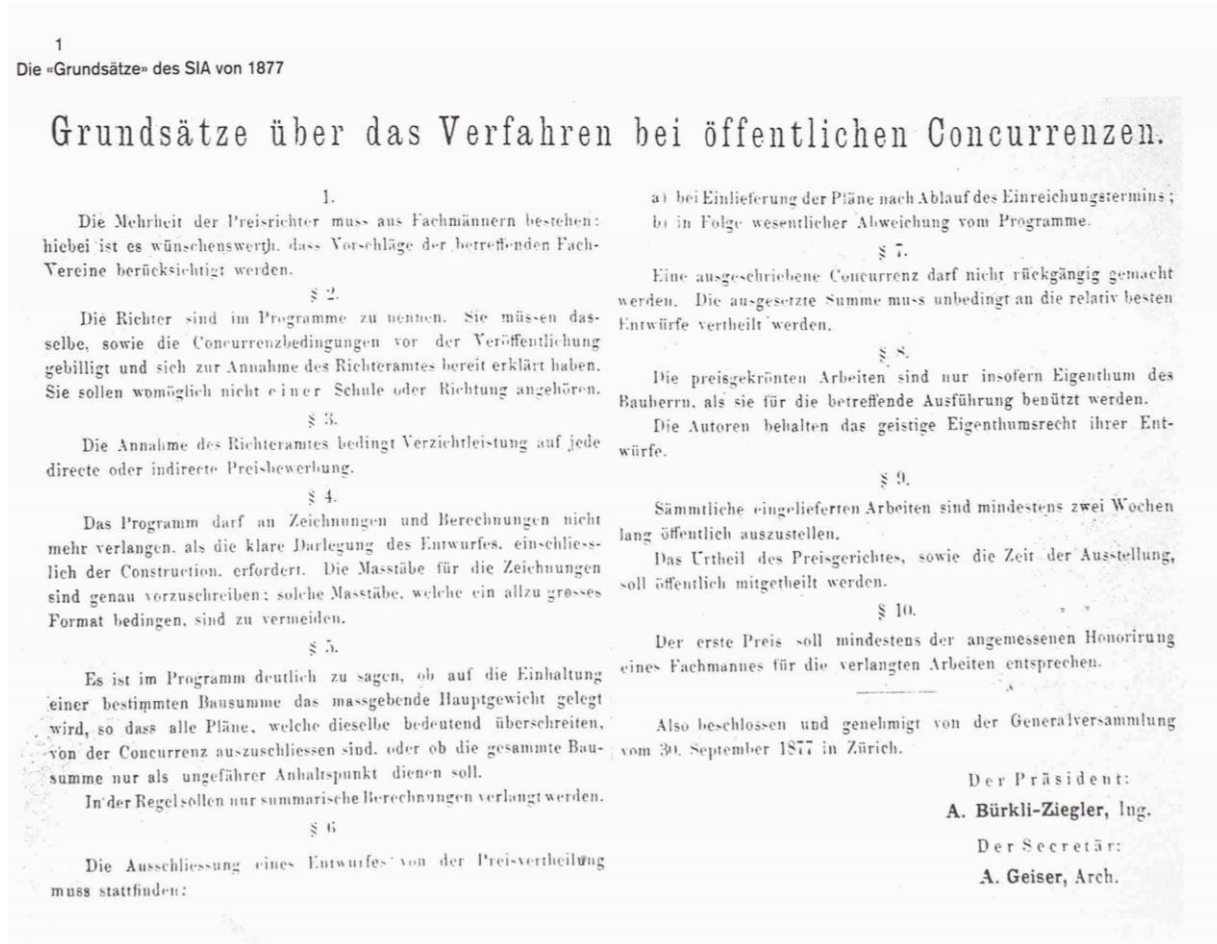 1
Die «Grundsätze» des SIA von 1877
Grundsätze über das Verfahren bei öffentlichen Concurrenzen.
1.
Die Mehrheit der Preisrichter muss aus Fachmännern bestehen:
hiebei ist es wünschenswerth, dass Vorschläge der betreffenden Fach-
Vereine berücksichtigt werden.
§ 2.
Die Richter sind im Programme zu nennen. Sie müssen das-
selbe, sowie die Concurrenzbedingungen vor der Veröffentlichung
gebilligt und sich zur Annahme des Richteramtes bereit erklärt haben.
Sie sollen womöglich nicht einer Schule oder Richtung angehören.
§ 3.
Die Annahme des Richteramtes bedingt Verzichtleistung auf jede
directe oder indirecte Preisbewerbung.
§ 4.
Das Programm darf an Zeichnungen und Berechnungen nicht
mehr verlangen, als die klare Darlegung des Entwurfes, einschliess-
lich der Construction, erfordert. Die Masstäbe für die Zeichnungen
sind genau vorzuschreiben; solche Masstäbe, welche ein allzu grosses
Format bedingen, sind zu vermeiden.
§ 5.
Es ist im Programm deutlich zu sagen, ob auf die Einhaltung
einer bestimmten Bausumme das massgebende Hauptgewicht gelegt
wird, so dass alle Pläne, welche dieselbe bedeutend überschreiten,
von der Concurrenz auszuschliessen sind, oder ob die gesammte Bau-
summe nur als ungefährer Anhaltspunkt dienen soll.
In der Regel sollen nur summarische Berechnungen verlangt werden.
§ 6
Die Ausschliessung eines Entwurfes von der Preisvertheilung
muss stattfinden:
a) bei Einlieferung der Pläne nach Ablauf des Einreichungstermins;
b) in Folge wesentlicher Abweichung vom Programme.
§ 7.
Eine ausgeschriebene Concurrenz darf nicht rückgängig gemacht
werden. Die ausgesetzte Summe muss unbedingt an die relativ besten
Entwürfe vertheilt werden.
§ 8.
Die preisgekrönten Arbeiten sind nur insofern Eigenthum des
Bauherrn, als sie für die betreffende Ausführung benützt werden.
Die Autoren behalten das geistige Eigenthumsrecht ihrer Ent-
würfe.
§ 9.
Sämmtliche eingelieferten Arbeiten sind mindestens zwei Wochen
lang öffentlich auszustellen.
Das Urtheil des Preisgerichtes, sowie die Zeit der Ausstellung,
soll öffentlich mitgetheilt werden.
§ 10.
Der erste Preis soll mindestens der angemessenen Honorirung
eines Fachmannes für die verlangten Arbeiten entsprechen.
Also beschlossen und genehmigt von der Generalversammlung
vom 30. September 1877 in Zürich.
Der Präsident:
A. Bürkli-Ziegler, Ing.
Der Secretär:
A. Geiser, Arch.